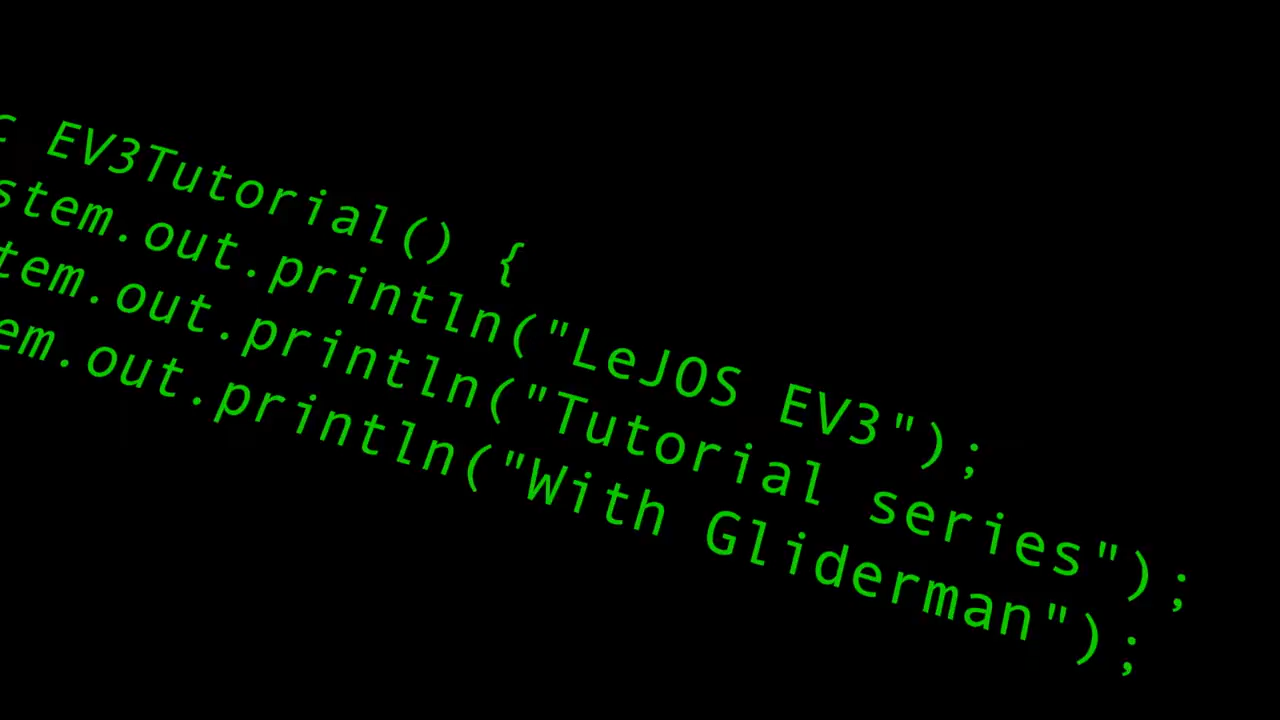 c EV3Tutorial() {
stem.out.println("LeJOS EV3");
tem.out.println("Tutorial series");
em.out.println("With Gliderman");